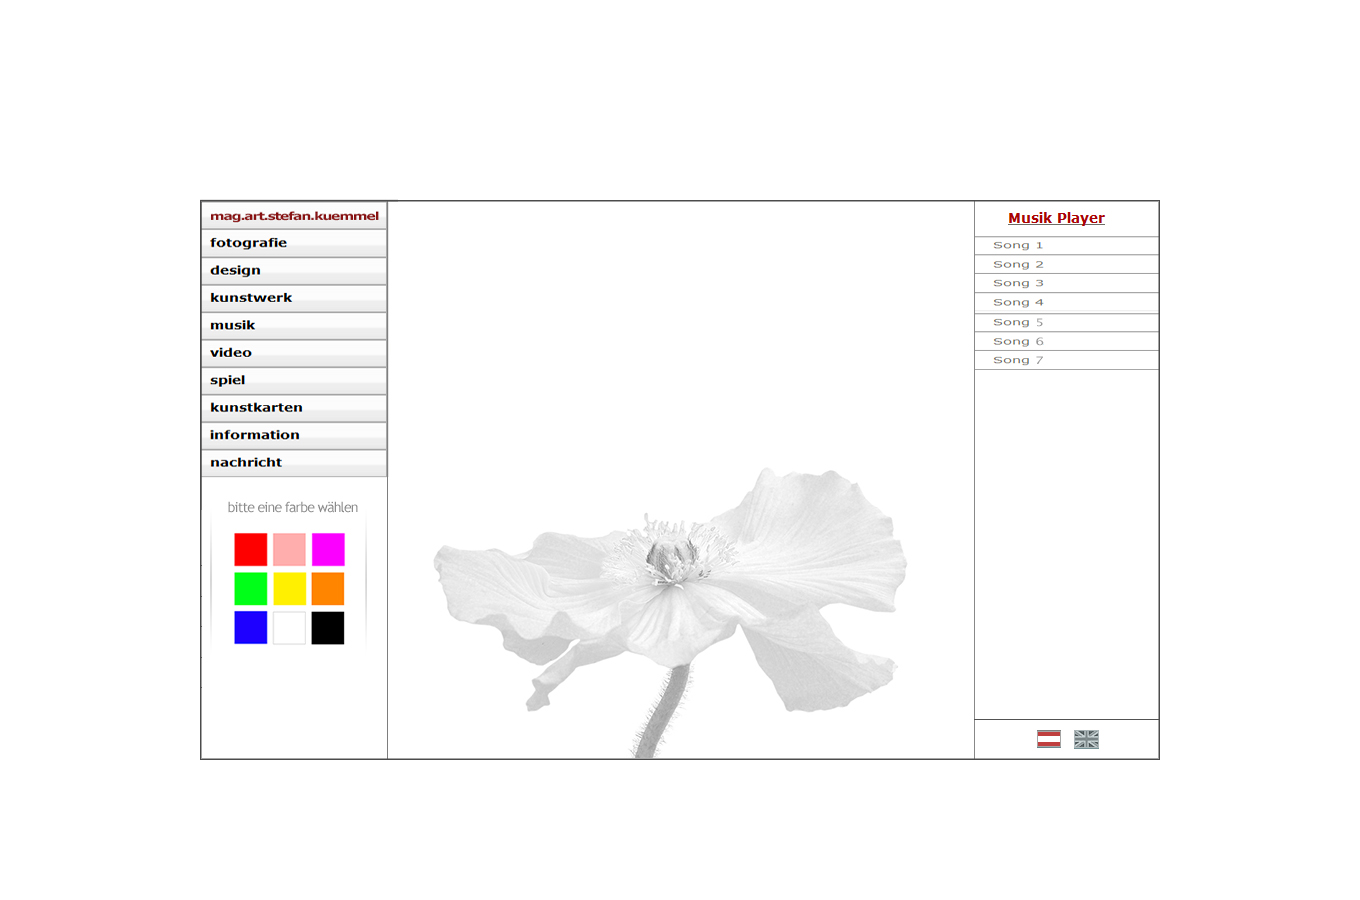 mag.art.stefan.kuemmel
fotografie
design
kunstwerk
musik
video
spiel
kunstkarten
information
nachricht
bitte eine farbe wählen
Musik Player
Song 1
Song 2
Song 3
Song 4
Song 5
Song 6
Song 7